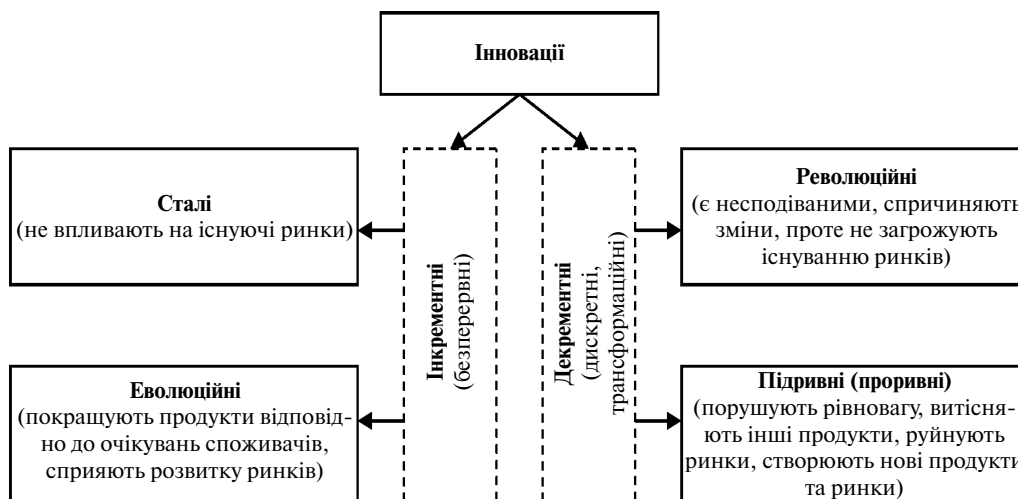 Інновації
Сталі
(не впливають на існуючі ринки)
Еволюційні
(покращують продукти відповід-
но до очікувань споживачів,
сприяють розвитку ринків)
Інкрементні
(безперервні)
Декрементні
(дискретні,
трансформаційні)
Революційні
(є несподіваними, спричиняють
зміни, проте не загрожують
існуванню ринків)
Підривні (проривні)
(порушують рівновагу, витісня-
ють інші продукти, руйнують
ринки, створюють нові продукти
та ринки)